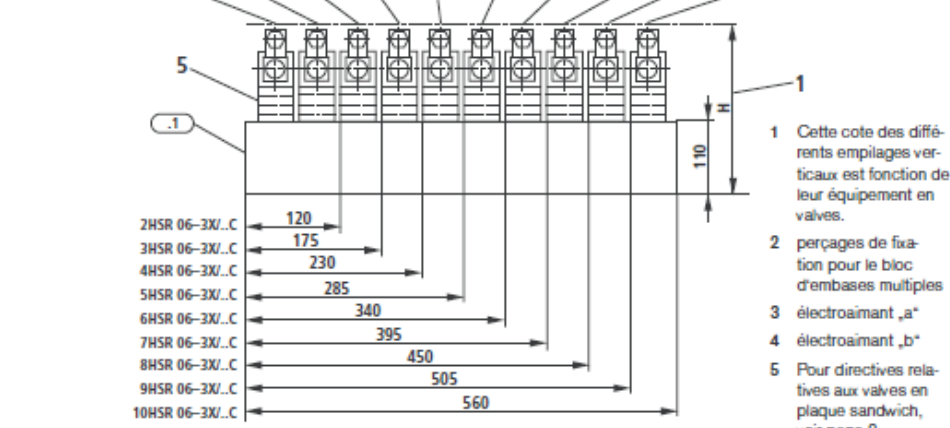 5
.1
1
H
110
1 Cette cote des diffé-
rents empilages ver-
ticaux est fonction de
leur équipement en
valves.
2 perçages de fixa-
tion pour le bloc
d'embases multiples
3 électroaimant „a“
4 électroaimant „b“
5 Pour directives rela-
tives aux valves en
plaque sandwich,
2HSR 06–3X/..C 120
3HSR 06–3X/..C 175
4HSR 06–3X/..C 230
5HSR 06–3X/..C 285
6HSR 06–3X/..C 340
7HSR 06–3X/..C 395
8HSR 06–3X/..C 450
9HSR 06–3X/..C 505
10HSR 06–3X/..C 560